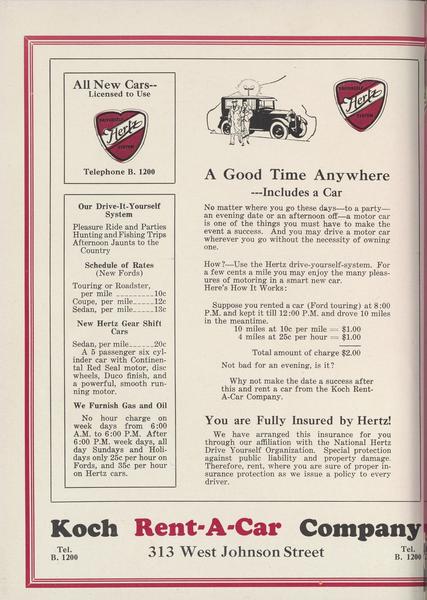 All New Cars--
Licensed to Use
DRIVURSELF
Hertz
SYSTEM
Telephone B. 1200
Our Drive-It-Yourself
System
Pleasure Ride and Parties
Hunting and Fishing Trips
Afternoon Jaunts to the
Country
Schedule of Rates
(New Fords)
Touring or Roadster,
per mile ----------10c
Coupe, per mile-----12c
Sedan, per mile-----13c
New Hertz Gear Shift
Cars
Sedan, per mile-----20c
A 5 passenger six cyl-
inder car with Continen-
tal Red Seal motor, disc
wheels, Duco finish, and
a powerful, smooth run-
ning motor.
We Furnish Gas and Oil
No hour charge on
week days from 6:00
A.M. to 6:00 P.M. After
6:00 P.M. week days, all
day Sundays and Holi-
days only 25c per hour on
Fords, and 35c per hour
on Hertz cars.
DRIVURSELF
Hertz
SYSTEM
A Good Time Anywhere
---Includes a Car
No matter where you go these days—to a party—
an evening date or an afternoon off—a motor car
is one of the things you must have to make the
event a success. And you may drive a motor car
wherever you go without the necessity of owning
one.
How?—Use the Hertz drive-yourself-system. For
a few cents a mile you may enjoy the many pleas-
ures of motoring in a smart new car.
Here's How It Works:
Suppose you rented a car (Ford touring) at 8:00
P.M. and kept it till 12:00 P.M. and drove 10 miles
in the meantime.
10 miles at 10c per mile = $1.00
4 miles at 25c per hour = $1.00
Total amount of charge $2.00
Not bad for an evening, is it?
Why not make the date a success after
this and rent a car from the Koch Rent-
A-Car Company.
You are Fully Insured by Hertz!
We have arranged this insurance for you
through our affiliation with the National Hertz
Drive Yourself Organization. Special protection
against public liability and property damage.
Therefore, rent, where you are sure of proper in-
surance protection as we issue a policy to every
driver.
Koch Rent-A-Car Company
Tel.
B. 1200
313 West Johnson Street
Tel.
B. 1200